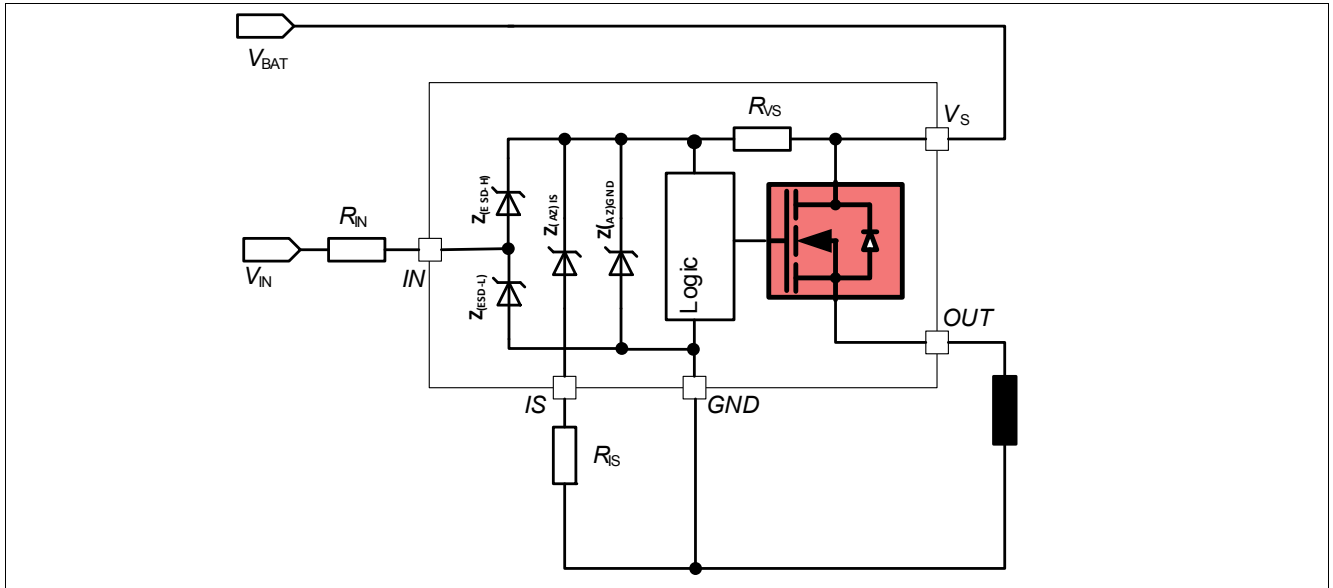 VBAT
VS
RVS
Z(ESD-H)
Z(AZ)IS
Z(AZ)GND
RIN
VIN
IN
Z(ESD-L)
Logic
OUT
IS
GND
RIS